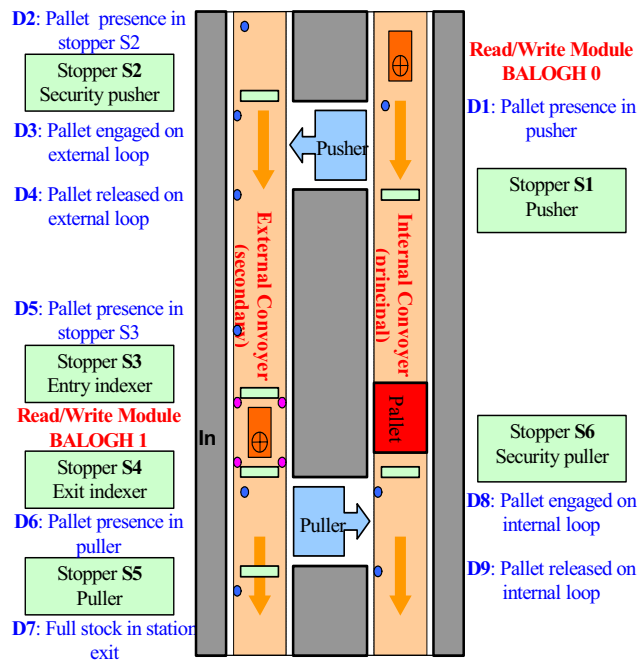 D2: Pallet presence in
stopper S2
Stopper S2
Security pusher
D3: Pallet engaged on
external loop
D4: Pallet released on
external loop
D5: Pallet presence in
stopper S3
Stopper S3
Entry indexer
Read/Write Module
BALOGH 1
Stopper S4
Exit indexer
D6: Pallet presence in
puller
Stopper S5
Puller
D7: Full stock in station
exit
In
External Convoyer
(secondary)
Pusher
Puller
Internal Convoyer
(principal)
Pallet
Read/Write Module
BALOGH 0
D1: Pallet presence in
pusher
Stopper S1
Pusher
Stopper S6
Security puller
D8: Pallet engaged on
internal loop
D9: Pallet released on
internal loop